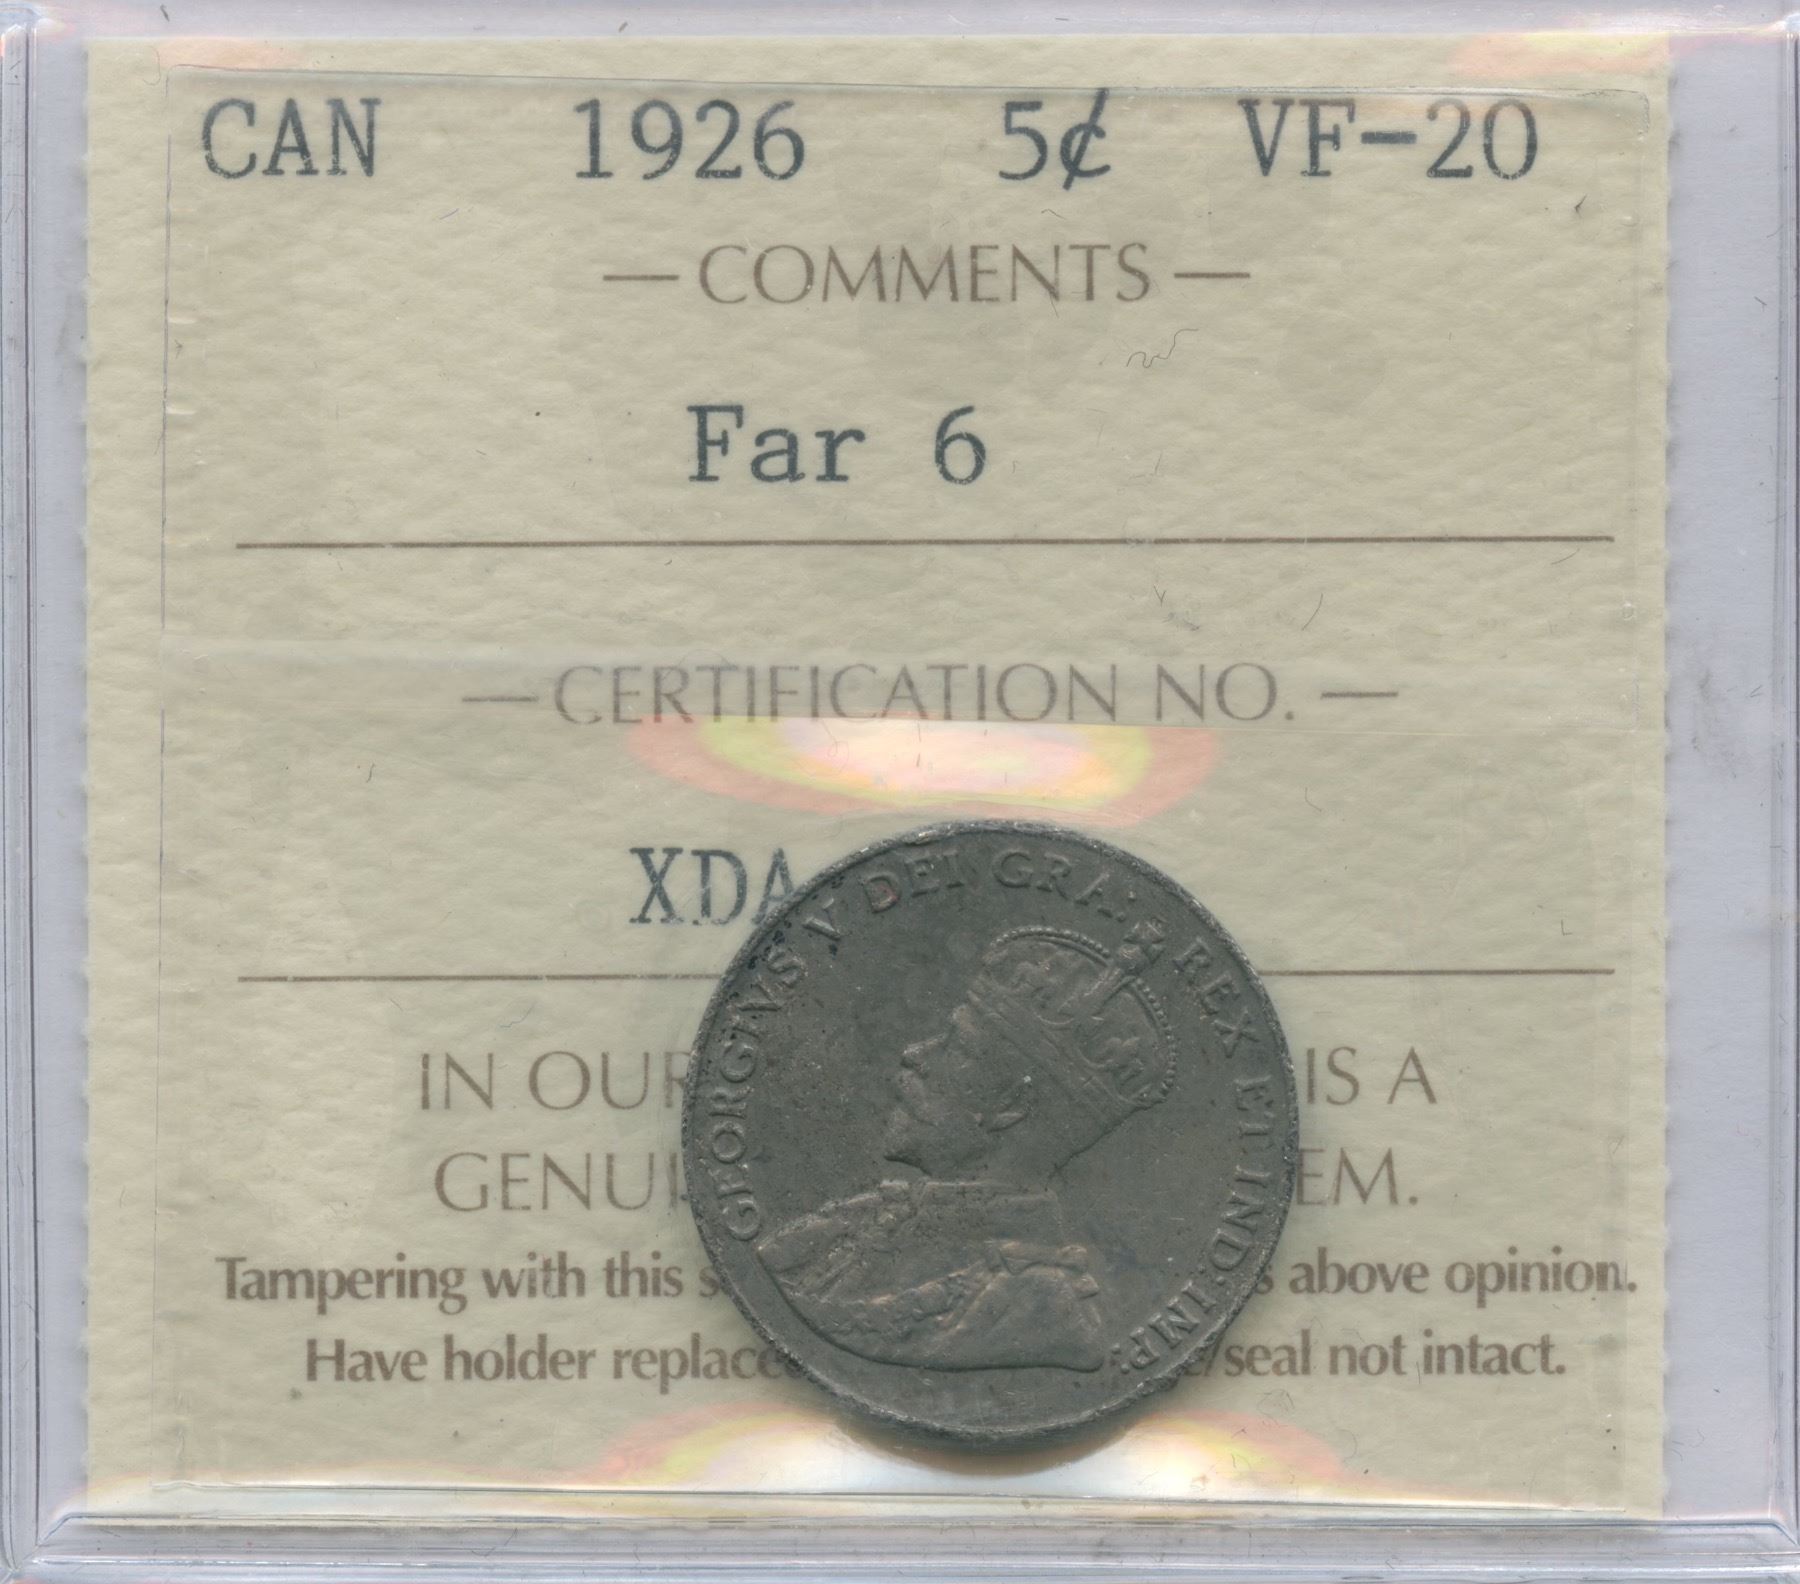 CAN 1926 5¢ VF-20
— COMMENTS —
Far 6
— CERTIFICATION NO. —
XDA
IN OUR IS A
GENUI EM.
Tampering with this s s above opinion.
Have holder replace e/seal not intact.
GEORGIVS V DEI GRA: REX ET IND: IMP: